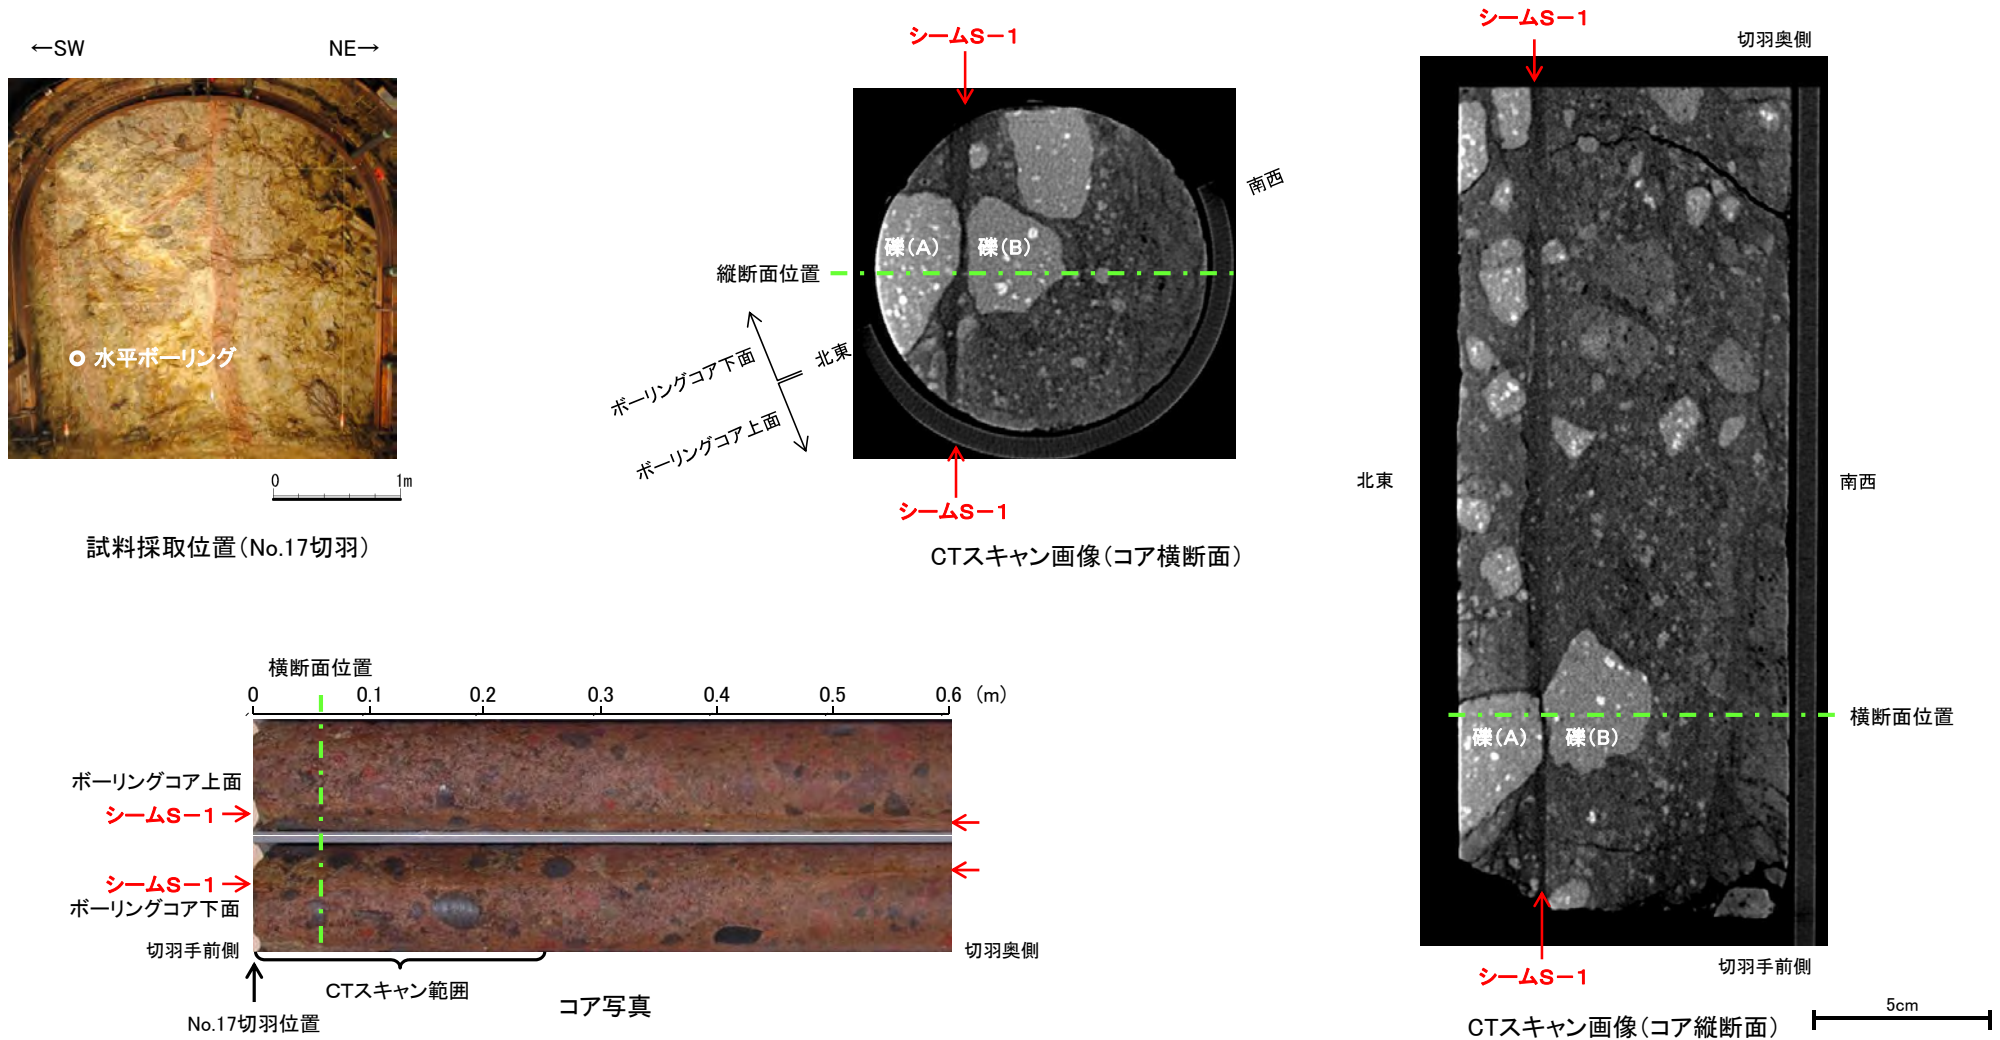 ←SW
NE→
水平ボーリング
0
1m
試料採取位置(No.17切羽)
シームS-1
南西
礫(A)
礫(B)
縦断面位置
北東
ボーリングコア下面
ボーリングコア上面
シームS-1
CTスキャン画像(コア横断面)
シームS-1
切羽奥側
北東
南西
横断面位置
礫(A)
礫(B)
シームS-1
切羽手前側
5cm
CTスキャン画像(コア縦断面)
横断面位置
0
0.1
0.2
0.3
0.4
0.5
0.6
(m)
ボーリングコア上面
シームS-1
シームS-1
ボーリングコア下面
切羽手前側
切羽奥側
CTスキャン範囲
No.17切羽位置
コア写真